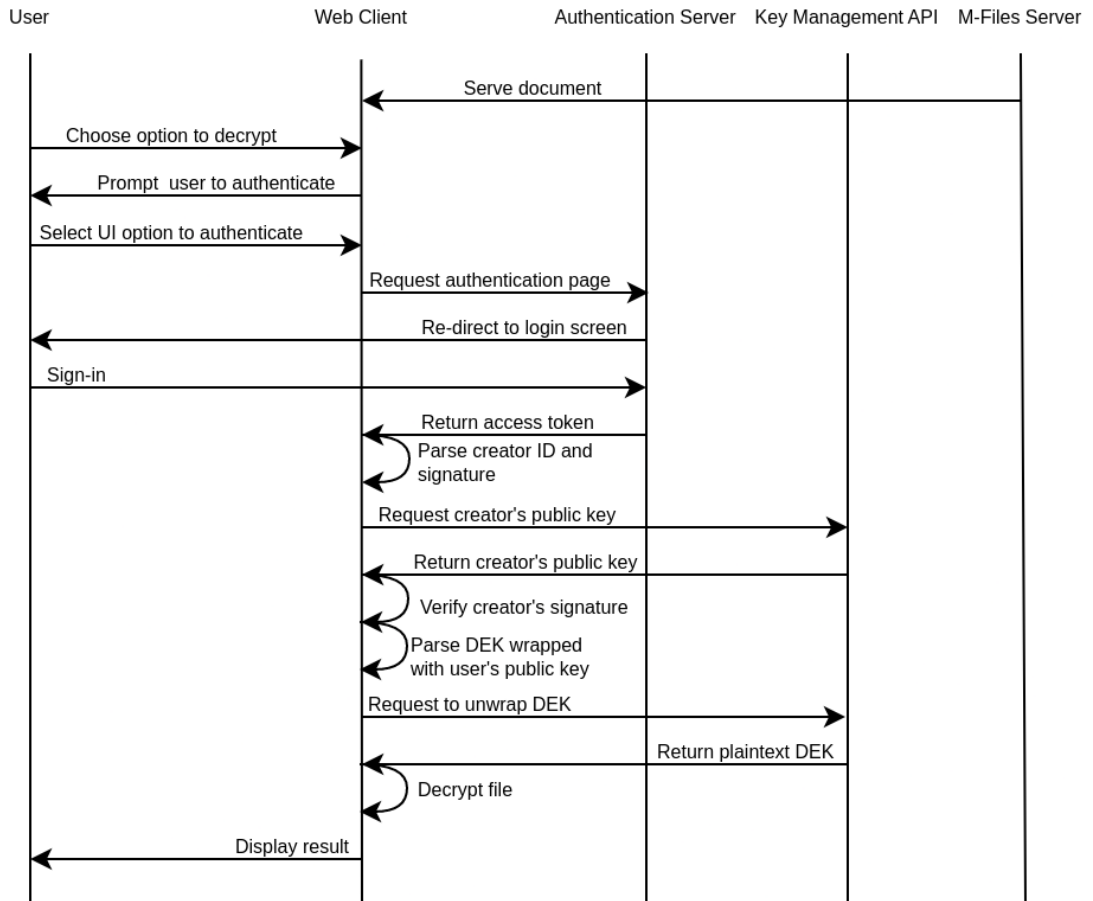 User
Web Client
Authentication Server
Key Management API
M-Files Server
Serve document
Choose option to decrypt
Prompt  user to authenticate
Select UI option to authenticate
Request authentication page
Re-direct to login screen
Sign-in
Return access token
Parse creator ID and
signature
Request creator's public key
Return creator's public key
Verify creator's signature
Parse DEK wrapped
with user's public key
Request to unwrap DEK
Return plaintext DEK
Decrypt file
Display result